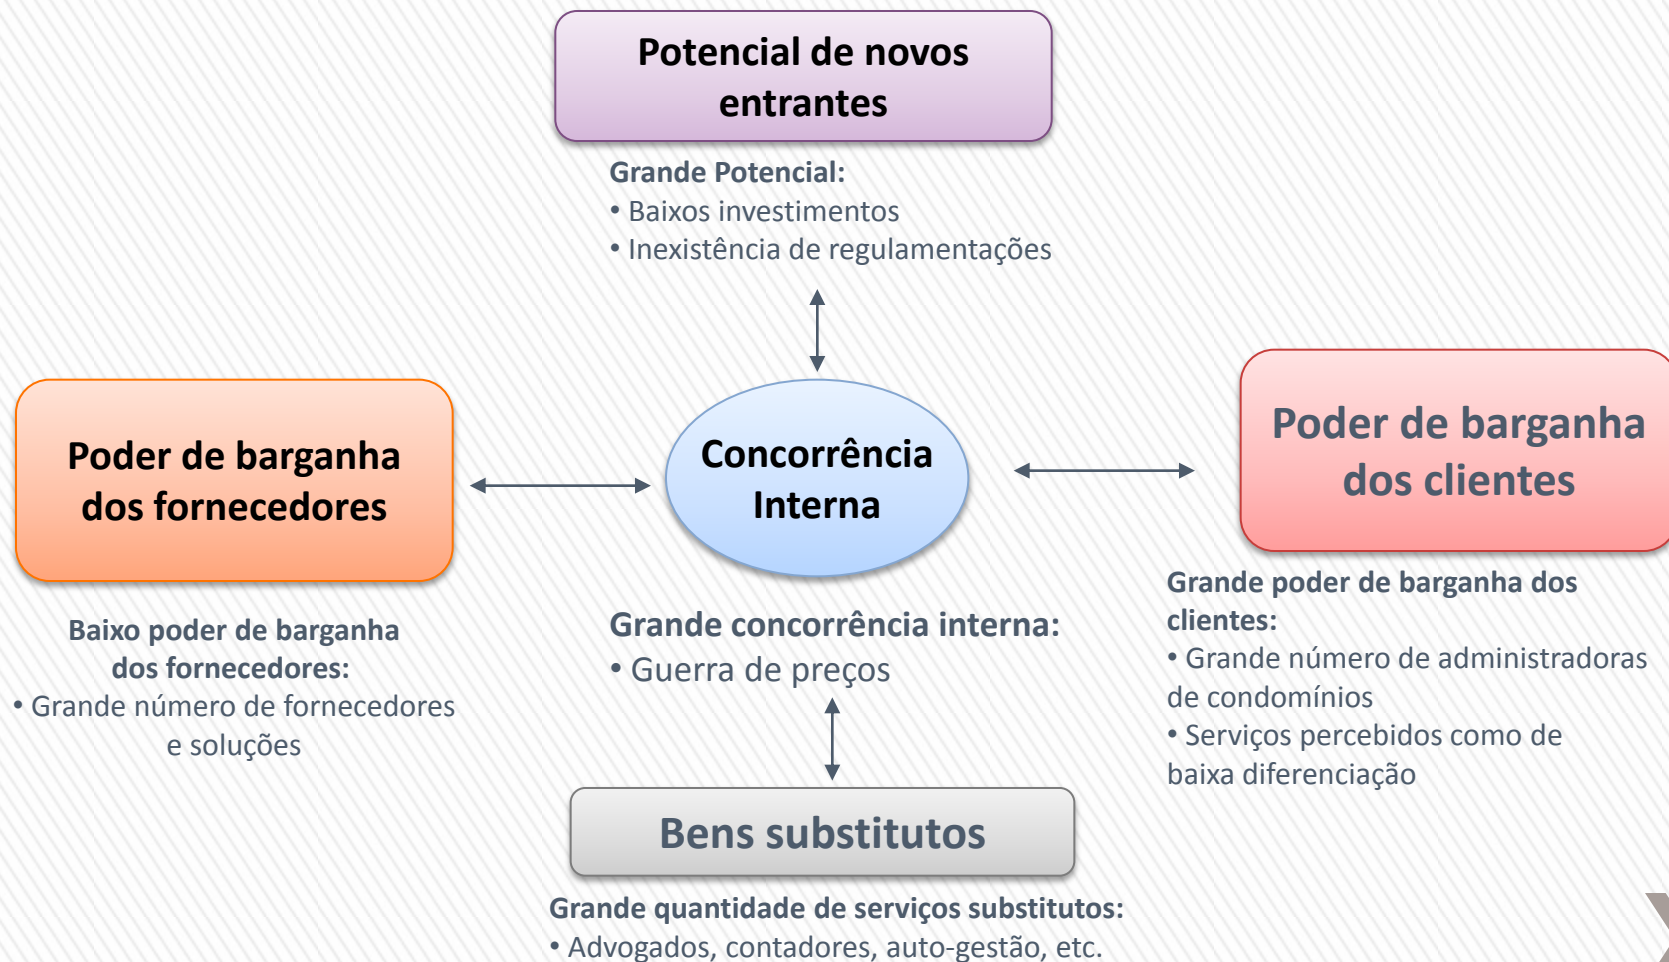 Potencial de novos
entrantes
Grande Potencial:
• Baixos investimentos
• Inexistência de regulamentações
Poder de barganha
dos fornecedores
Baixo poder de barganha
dos fornecedores:
• Grande número de fornecedores
e soluções
Concorrência
Interna
Grande concorrência interna:
• Guerra de preços
Poder de barganha
dos clientes
Grande poder de barganha dos
clientes:
• Grande número de administradoras
de condomínios
• Serviços percebidos como de
baixa diferenciação
Bens substitutos
Grande quantidade de serviços substitutos:
• Advogados, contadores, auto-gestão, etc.